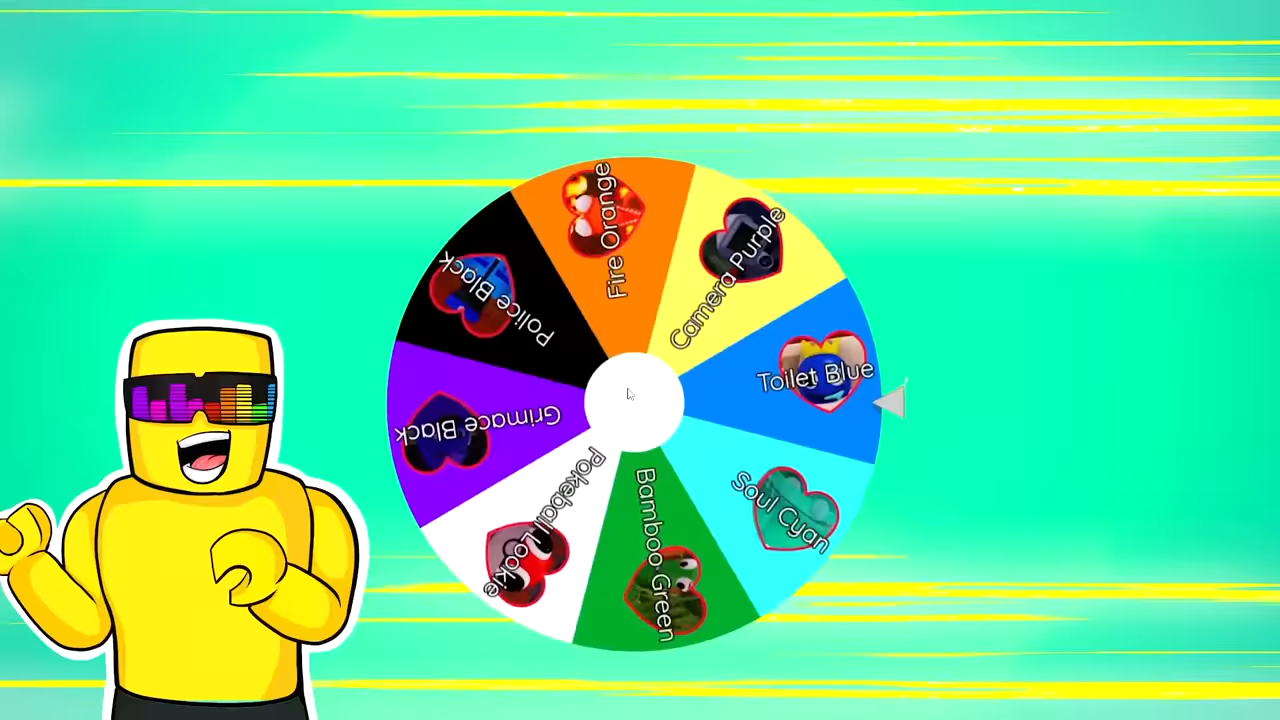 Fire Orange
Camera Purple
Police Black
Toilet Blue
Grimace Black
Soul Cyan
Pokeball Lookie
Bamboo Green